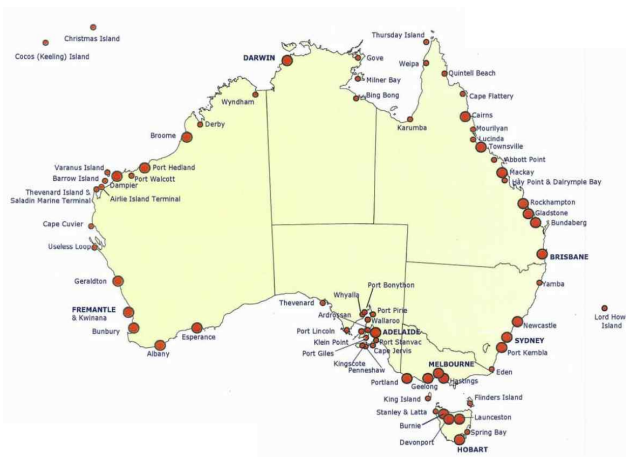 Christmas Island
Cocos (Keeling) Island
DARWIN
Thursday Island
Gove
Weipa
Quintell Beach
Milner Bay
Cape Flattery
Bing Bong
Wyndham
Cairns
Derby
Karumba
Mourilyan
Lucinda
Broome
Townsville
Abbott Point
Varanus Island
Port Hedland
Mackay
Barrow Island
Port Walcott
Hay Point & Dalrymple Bay
Dampier
Thevenard Island S.
Saladin Marine Terminal
Airlie Island Terminal
Rockhampton
Gladstone
Bundaberg
Cape Cuvier
Useless Loop
BRISBANE
Geraldton
Port Bonython
Yamba
Whyalla
Thevenard
Port Pirie
FREMANTLE
& Kwinana
Ardrossan
Wallaroo
Lord How
Island
Newcastle
Bunbury
Esperance
Port Lincoln
ADELAIDE
SYDNEY
Klein Point
Port Stanvac
Albany
Port Giles
Cape Jervis
Port Kembla
Kingscote
Penneshaw
MELBOURNE
Eden
Portland
Geelong
Hastings
King Island
Flinders Island
Stanley & Latta
Launceston
Burnie
Spring Bay
Devonport
HOBART